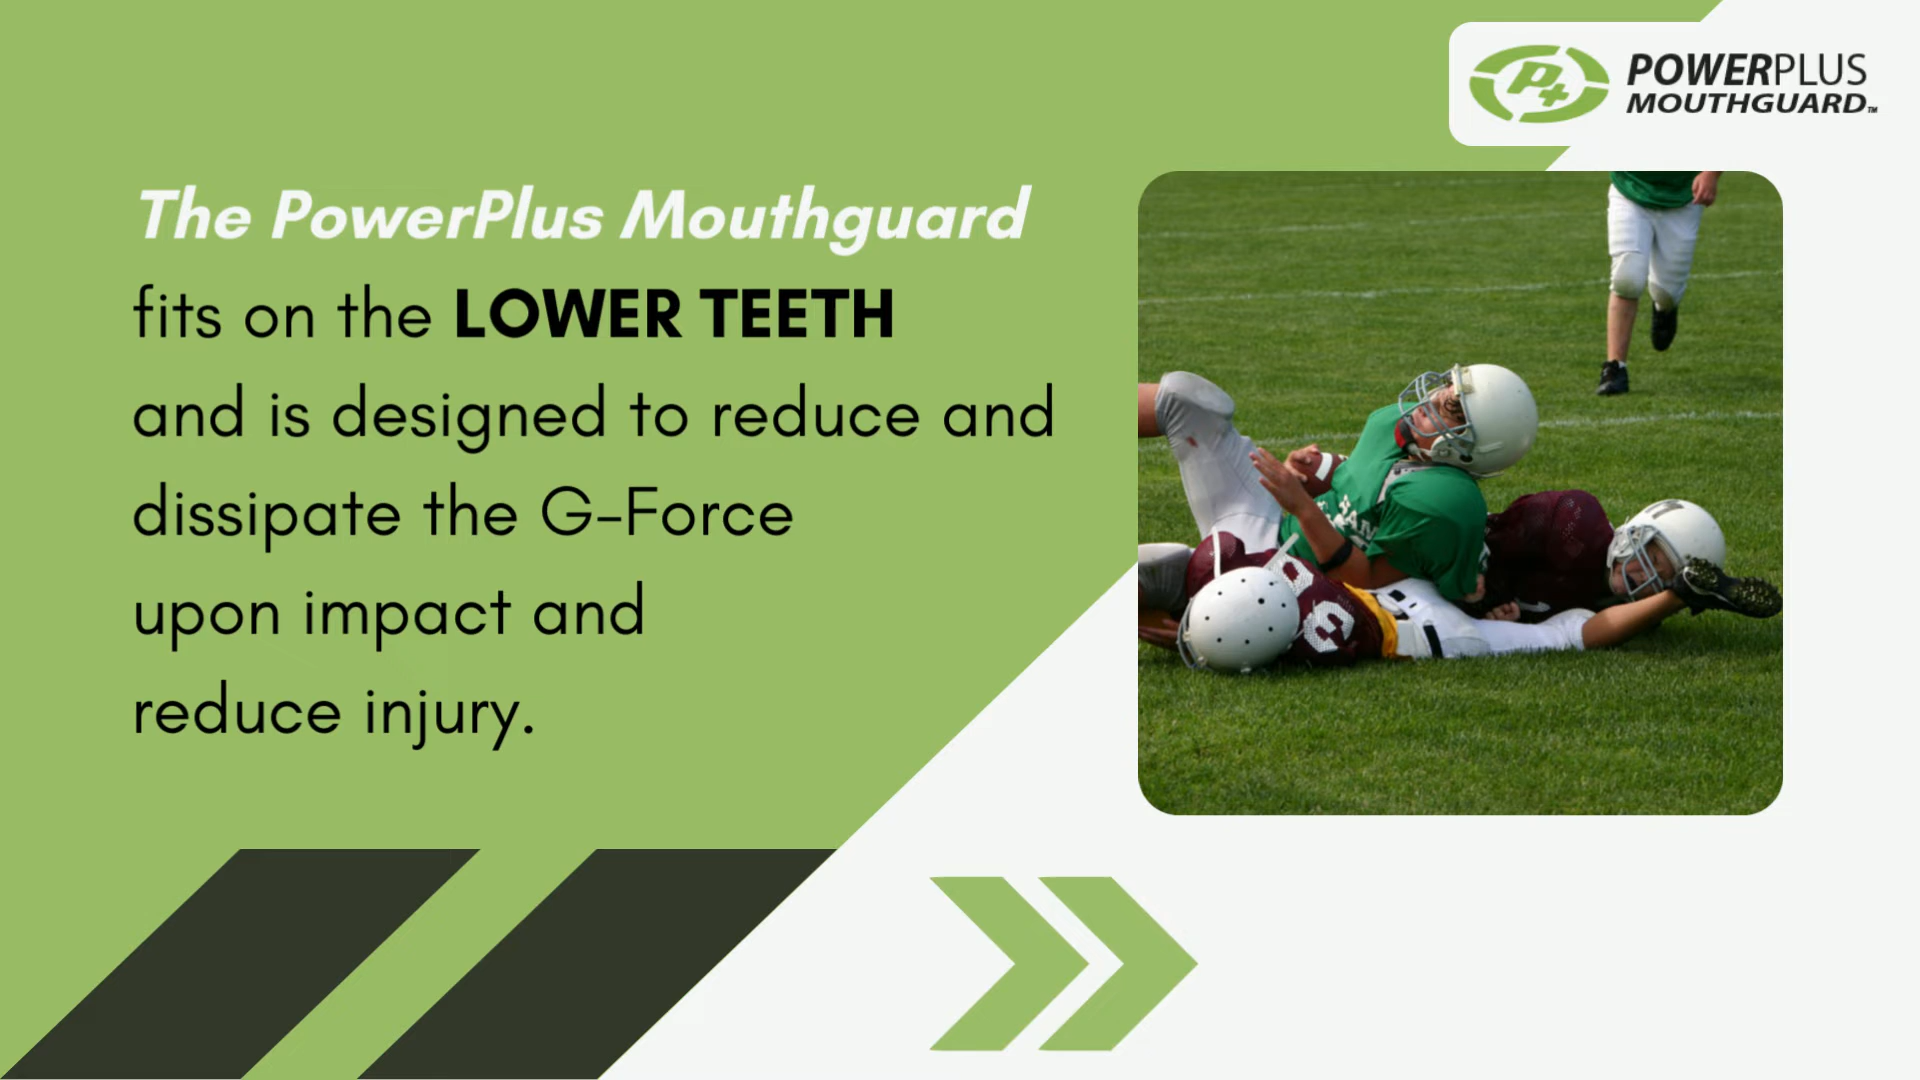 POWERPLUS
MOUTHGUARD™
The PowerPlus Mouthguard
fits on the LOWER TEETH
and is designed to reduce and
dissipate the G-Force
upon impact and
reduce injury.
P+